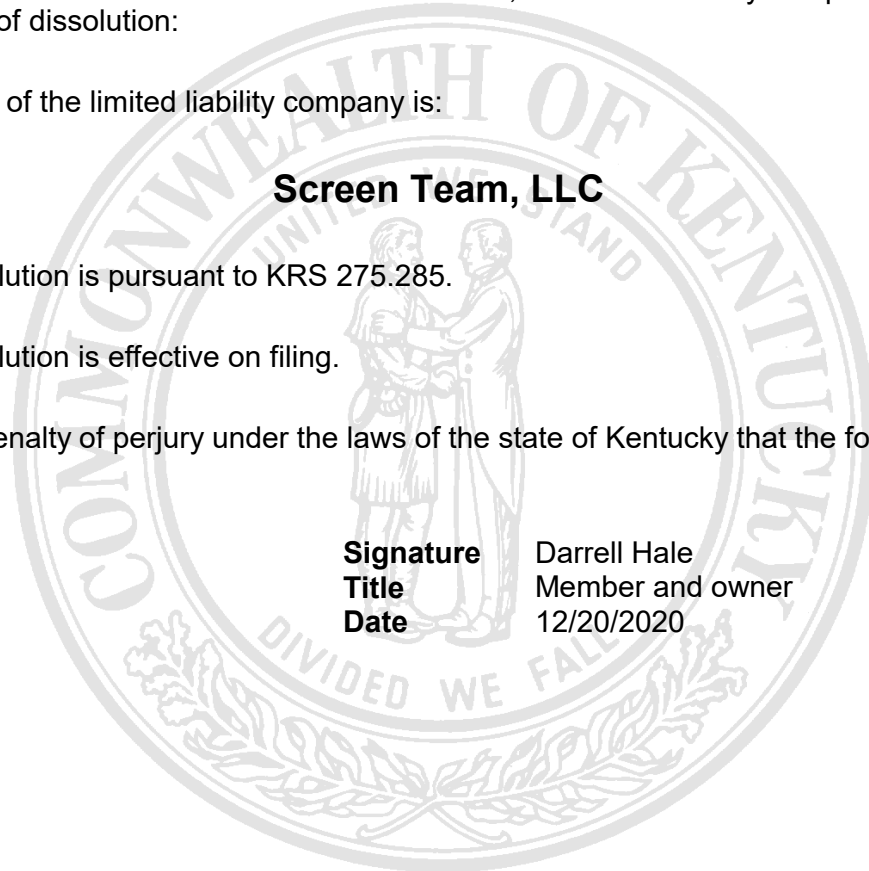 of dissolution:
of the limited liability company is:
Screen Team, LLC
lution is pursuant to KRS 275.285.
lution is effective on filing.
enalty of perjury under the laws of the state of Kentucky that the fo
Signature Darrell Hale
Title Member and owner
Date 12/20/2020
COMMONWEALTH OF KENTUCKY
UNITED WE STAND
DIVIDED WE FALL